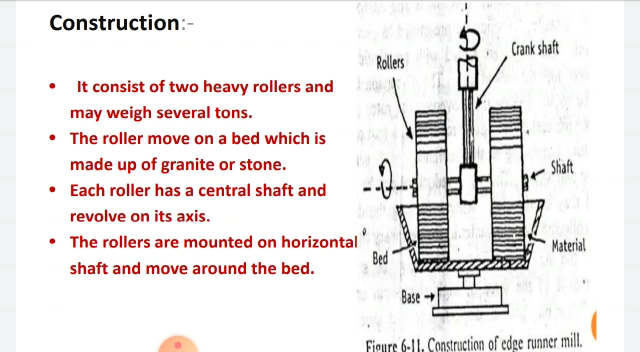 Construction:-
• It consist of two heavy rollers and
may weigh several tons.
• The roller move on a bed which is
made up of granite or stone.
• Each roller has a central shaft and
revolve on its axis.
• The rollers are mounted on horizontal
shaft and move around the bed.
Rollers
Crank shaft
Shaft
Bed
Material
Base
Figure 6-11. Construction of edge runner mill.